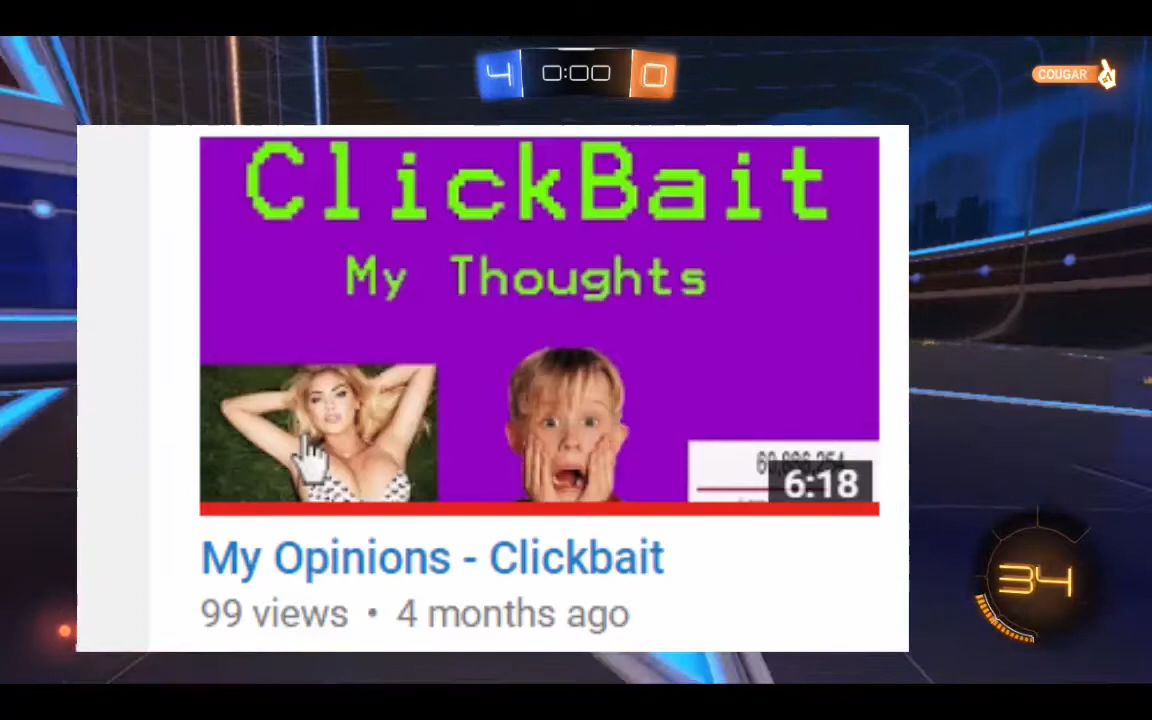 4 0:00 0
COUGAR
ClickBait
My Thoughts
6:18
My Opinions - Clickbait
99 views • 4 months ago
34